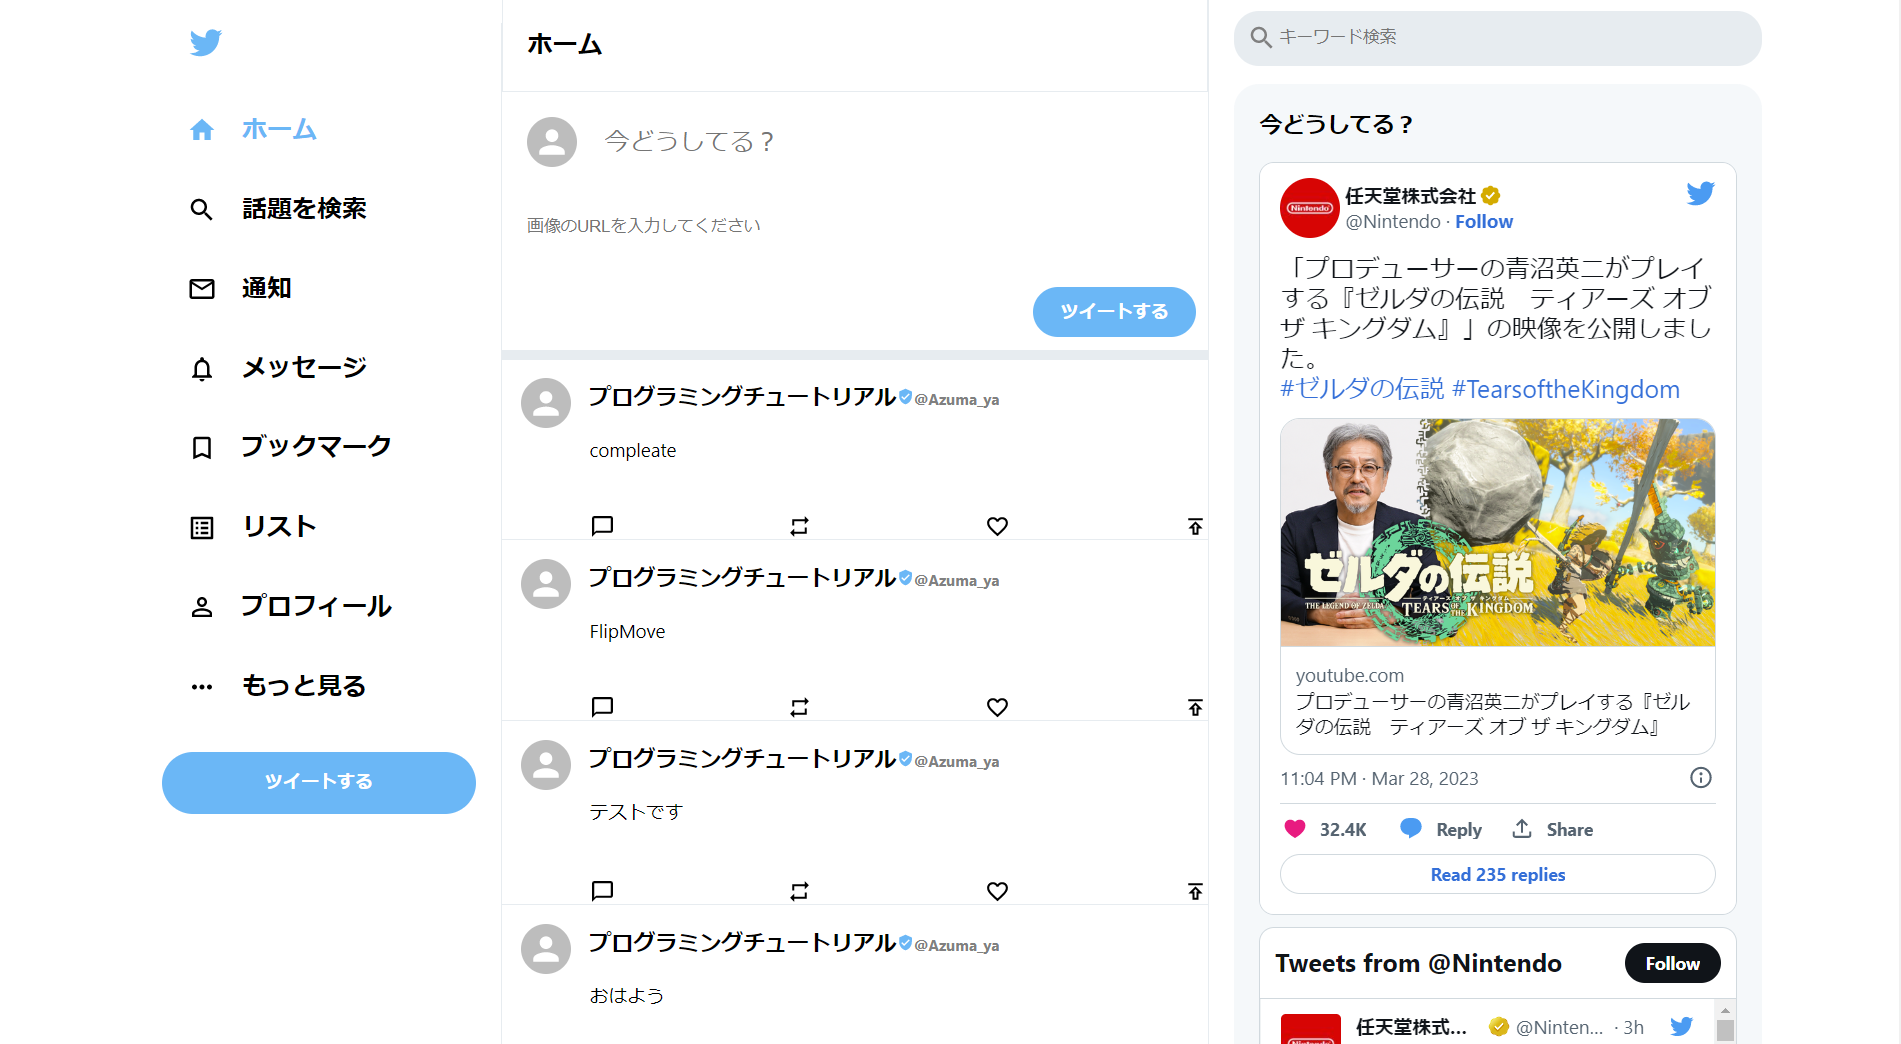 ホーム
話題を検索
通知
メッセージ
ブックマーク
リスト
プロフィール
もっと見る
ツイートする
ホーム
今どうしてる？
画像のURLを入力してください
ツイートする
プログラミングチュートリアル @Azuma_ya
compleate
プログラミングチュートリアル @Azuma_ya
FlipMove
プログラミングチュートリアル @Azuma_ya
テストです
プログラミングチュートリアル @Azuma_ya
おはよう
キーワード検索
今どうしてる？
Nintendo
任天堂株式会社
@Nintendo · Follow
「プロデューサーの青沼英二がプレイ
する『ゼルダの伝説　ティアーズ オブ
ザ キングダム』」の映像を公開しまし
た。
#ゼルダの伝説 #TearsoftheKingdom
ゼルダの伝説
ティアーズ オブ ザ キングダム
THE LEGEND OF ZELDA TEARS OF THE KINGDOM
youtube.com
プロデューサーの青沼英二がプレイする『ゼル
ダの伝説　ティアーズ オブ ザ キングダム』
11:04 PM · Mar 28, 2023
32.4K Reply Share
Read 235 replies
Tweets from @Nintendo Follow
任天堂株式... @Ninten... · 3h